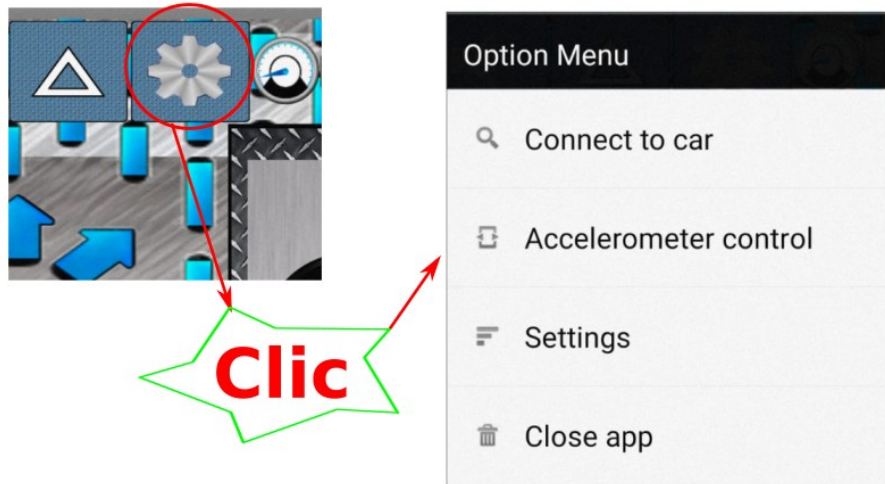 Clic
Option Menu
Connect to car
Accelerometer control
Settings
Close app